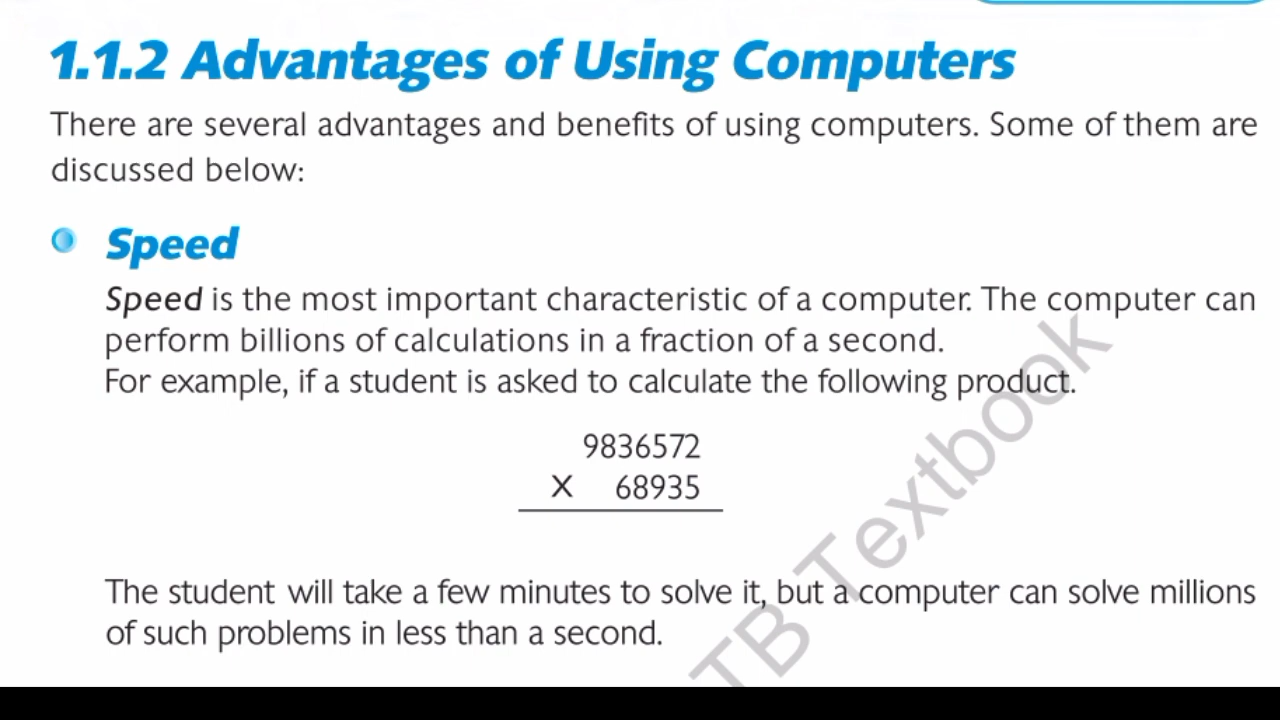 1.1.2 Advantages of Using Computers
There are several advantages and benefits of using computers. Some of them are
discussed below:
Speed
Speed is the most important characteristic of a computer. The computer can
perform billions of calculations in a fraction of a second.
For example, if a student is asked to calculate the following product.
9836572
X 68935
The student will take a few minutes to solve it, but a computer can solve millions
of such problems in less than a second.
TB Textbook